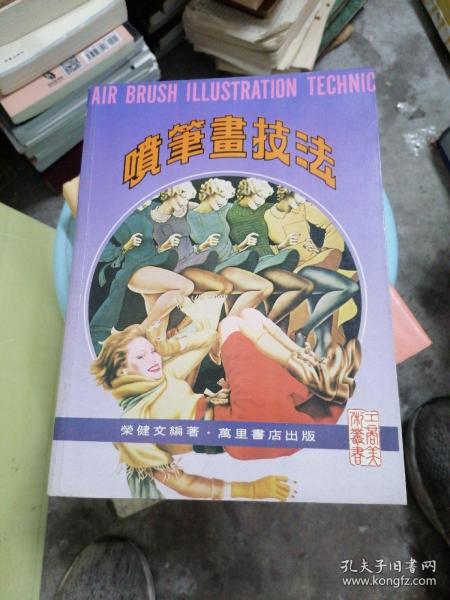 AIR BRUSH ILLUSTRATION TECHNIC
噴筆畫技法
榮健文編著·萬里書店出版
工商美
術叢書
孔夫子旧书网
www.kongfz.com